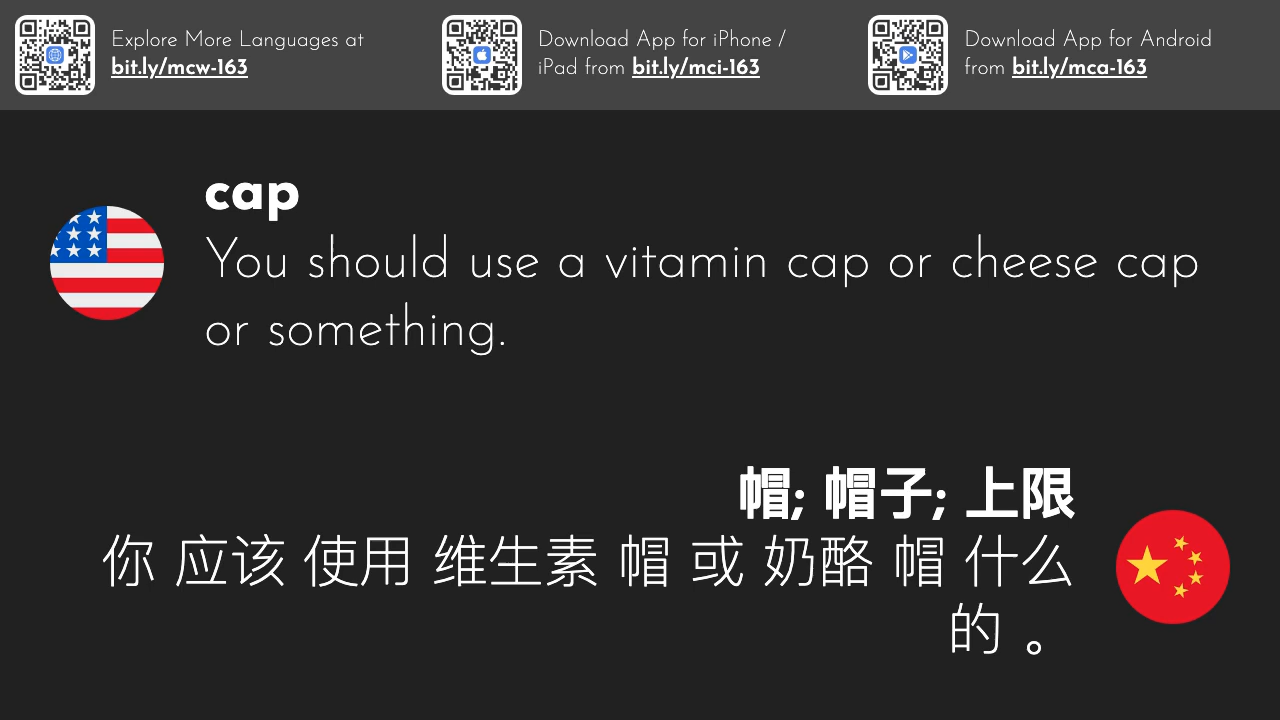 Explore More Languages at
bit.ly/mcw-163
Download App for iPhone /
iPad from bit.ly/mci-163
Download App for Android
from bit.ly/mca-163
cap
You should use a vitamin cap or cheese cap
or something.
帽; 帽子; 上限
你 应该 使用 维生素 帽 或 奶酪 帽 什么
的 。